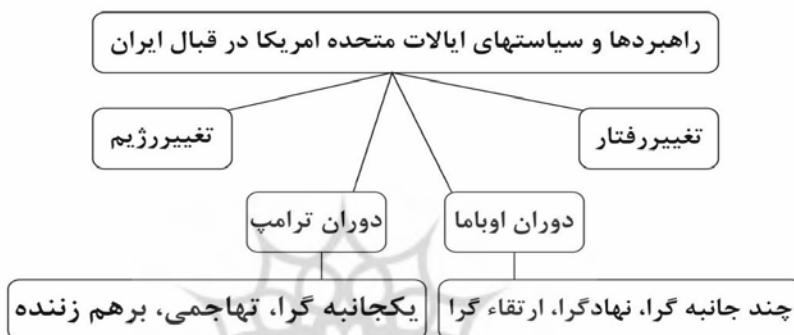 راهبردها و سیاستهای ایالات متحده امریکا در قبال ایران
تغییررفتار
تغییررژیم
دوران اوباما
دوران ترامپ
چند جانبه گرا، نهادگرا، ارتقاء گرا
یکجانبه گرا، تهاجمی، برهم زننده